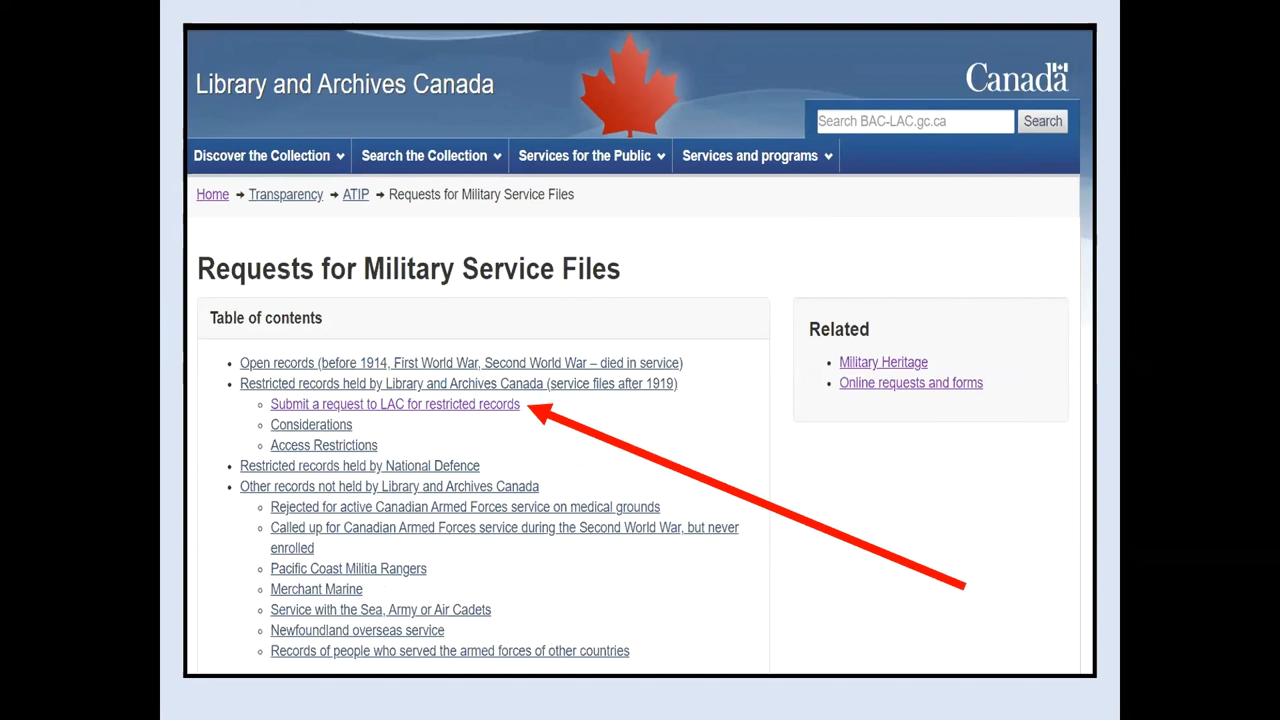 Library and Archives Canada
Canada
Search BAC-LAC.gc.ca
Search
Discover the Collection
Search the Collection
Services for the Public
Services and programs
Home → Transparency → ATIP → Requests for Military Service Files
Requests for Military Service Files
Table of contents
Open records (before 1914, First World War, Second World War – died in service)
Restricted records held by Library and Archives Canada (service files after 1919)
Submit a request to LAC for restricted records
Considerations
Access Restrictions
Restricted records held by National Defence
Other records not held by Library and Archives Canada
Rejected for active Canadian Armed Forces service on medical grounds
Called up for Canadian Armed Forces service during the Second World War, but never
enrolled
Pacific Coast Militia Rangers
Merchant Marine
Service with the Sea, Army or Air Cadets
Newfoundland overseas service
Records of people who served the armed forces of other countries
Related
Military Heritage
Online requests and forms